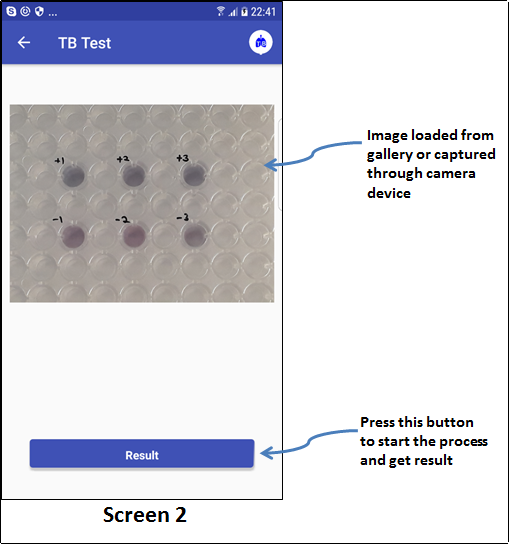 ... 22:41
TB Test
TB
+1 +2 +3
-1 -2 -3
Result
Image loaded from
gallery or captured
through camera
device
Press this button
to start the process
and get result
Screen 2